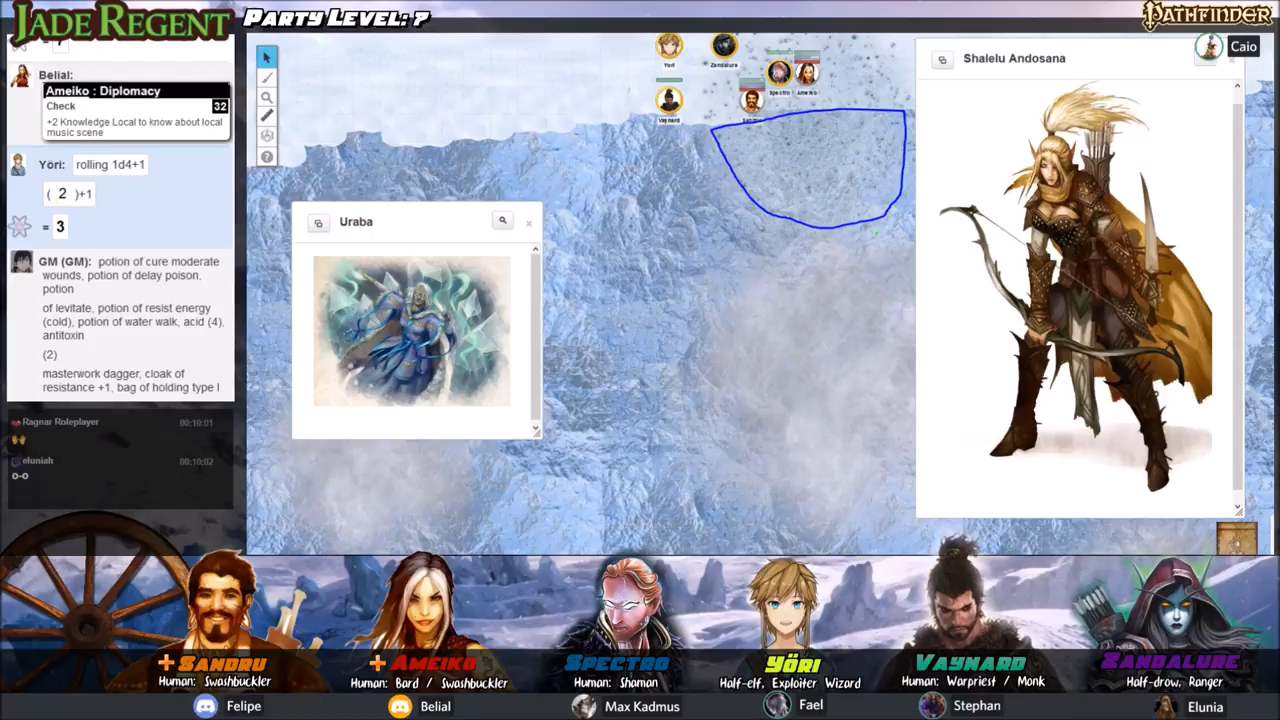 JADE REGENT
PARTY LEVEL: 7
PATHFINDER
Belial:
Ameiko : Diplomacy
Check 32
+2 Knowledge Local to know about local
music scene
Yöri: rolling 1d4+1
( 2 )+1
= 3
GM (GM): potion of cure moderate
wounds, potion of delay poison,
potion
of levitate, potion of resist energy
(cold), potion of water walk, acid (4),
antitoxin
(2)
masterwork dagger, cloak of
resistance +1, bag of holding type I
Ragnar Roleplayer 00:10:01
eluniah 00:10:02
o-o
Yori
Zandalure
Spectro
Ameiko
Vaynard
Uraba
Shalelu Andosana
Caio
SANDRU
Human: Swashbuckler
Felipe
AMEIKO
Human: Bard / Swashbuckler
Belial
SPECTRO
Human: Shaman
Max Kadmus
YÖRI
Half-elf, Exploiter Wizard
Fael
VAYNARD
Human: Warpriest / Monk
Stephan
ZANDALURE
Half-drow, Ranger
Elunia